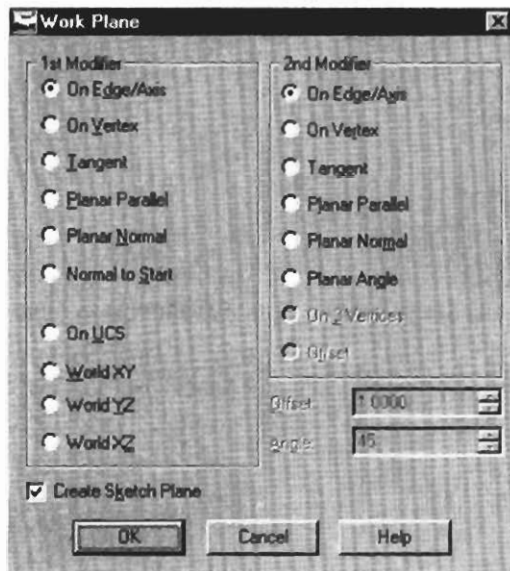 Work Plane
1st Modifier
On Edge/Axis
On Vertex
Tangent
Planar Parallel
Planar Normal
Normal to Start
On UCS
World XY
World YZ
World XZ
2nd Modifier
On Edge/Axis
On Vertex
Tangent
Planar Parallel
Planar Normal
Planar Angle
On 2 Vertices
Offset
Offset: 1.0000
Angle: 45
Create Sketch Plane
OK Cancel Help